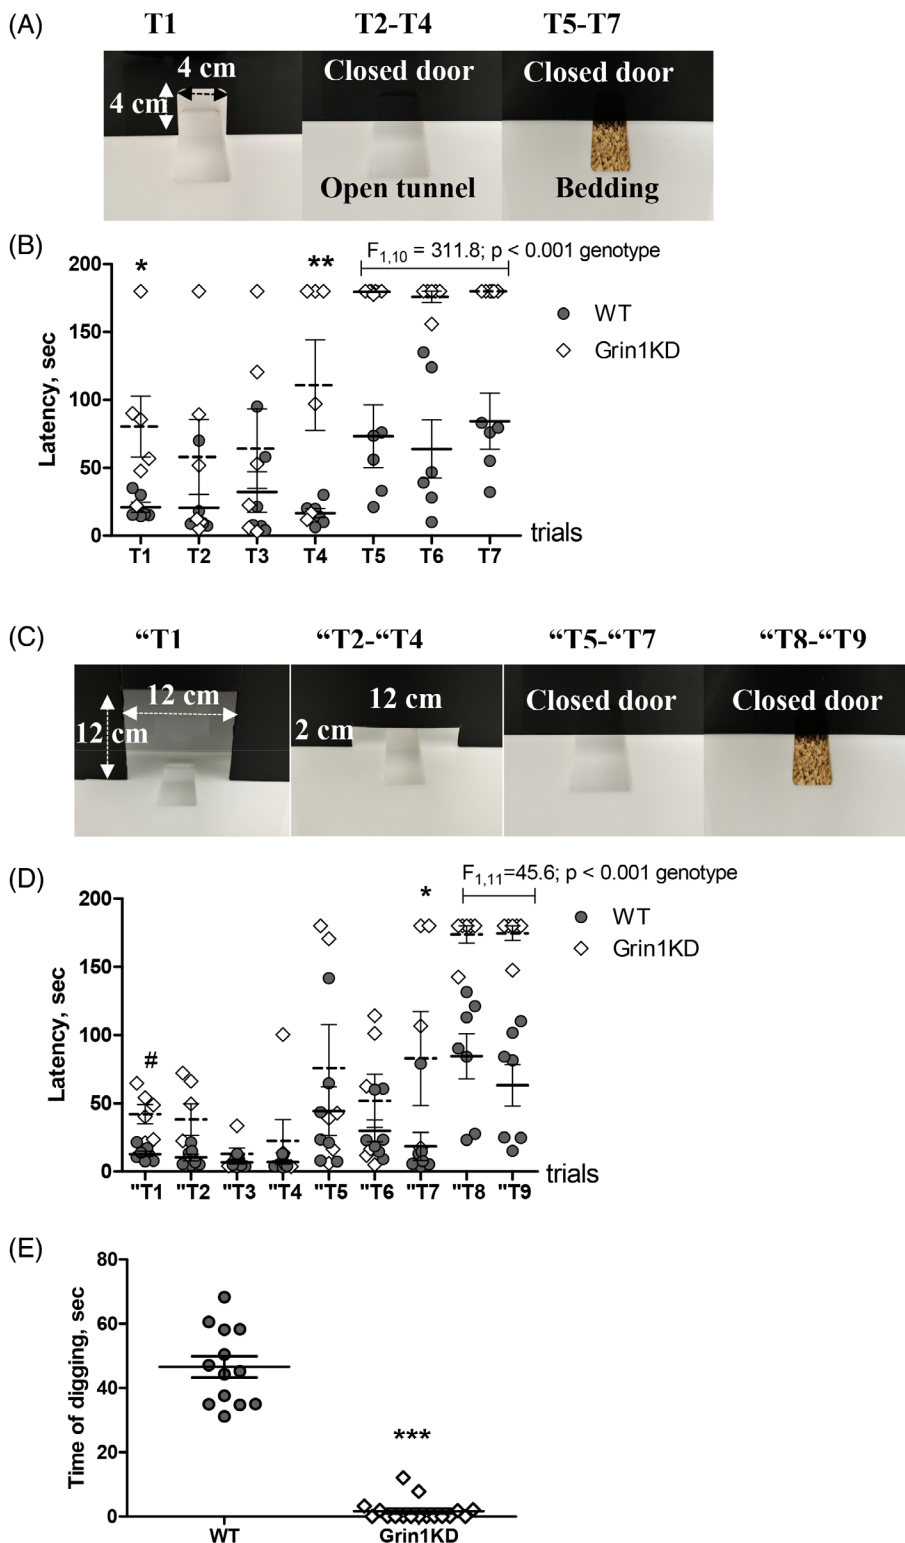 (A)
T1 T2-T4 T5-T7
4 cm Closed door Closed door
4 cm
Open tunnel Bedding
(B)
F1,10 = 311.8; p < 0.001 genotype
* **
200
150
100
50
0
Latency, sec
WT
Grin1KD
trials
T1 T2 T3 T4 T5 T6 T7
(C)
“T1 “T2-“T4 “T5-“T7 “T8-“T9
12 cm 12 cm Closed door Closed door
12 cm 2 cm
(D)
F1,11=45.6; p < 0.001 genotype
*
#
200
150
100
50
0
Latency, sec
WT
Grin1KD
trials
"T1 "T2 "T3 "T4 "T5 "T6 "T7 "T8 "T9
(E)
80
60
40
20
0
Time of digging, sec
***
WT Grin1KD